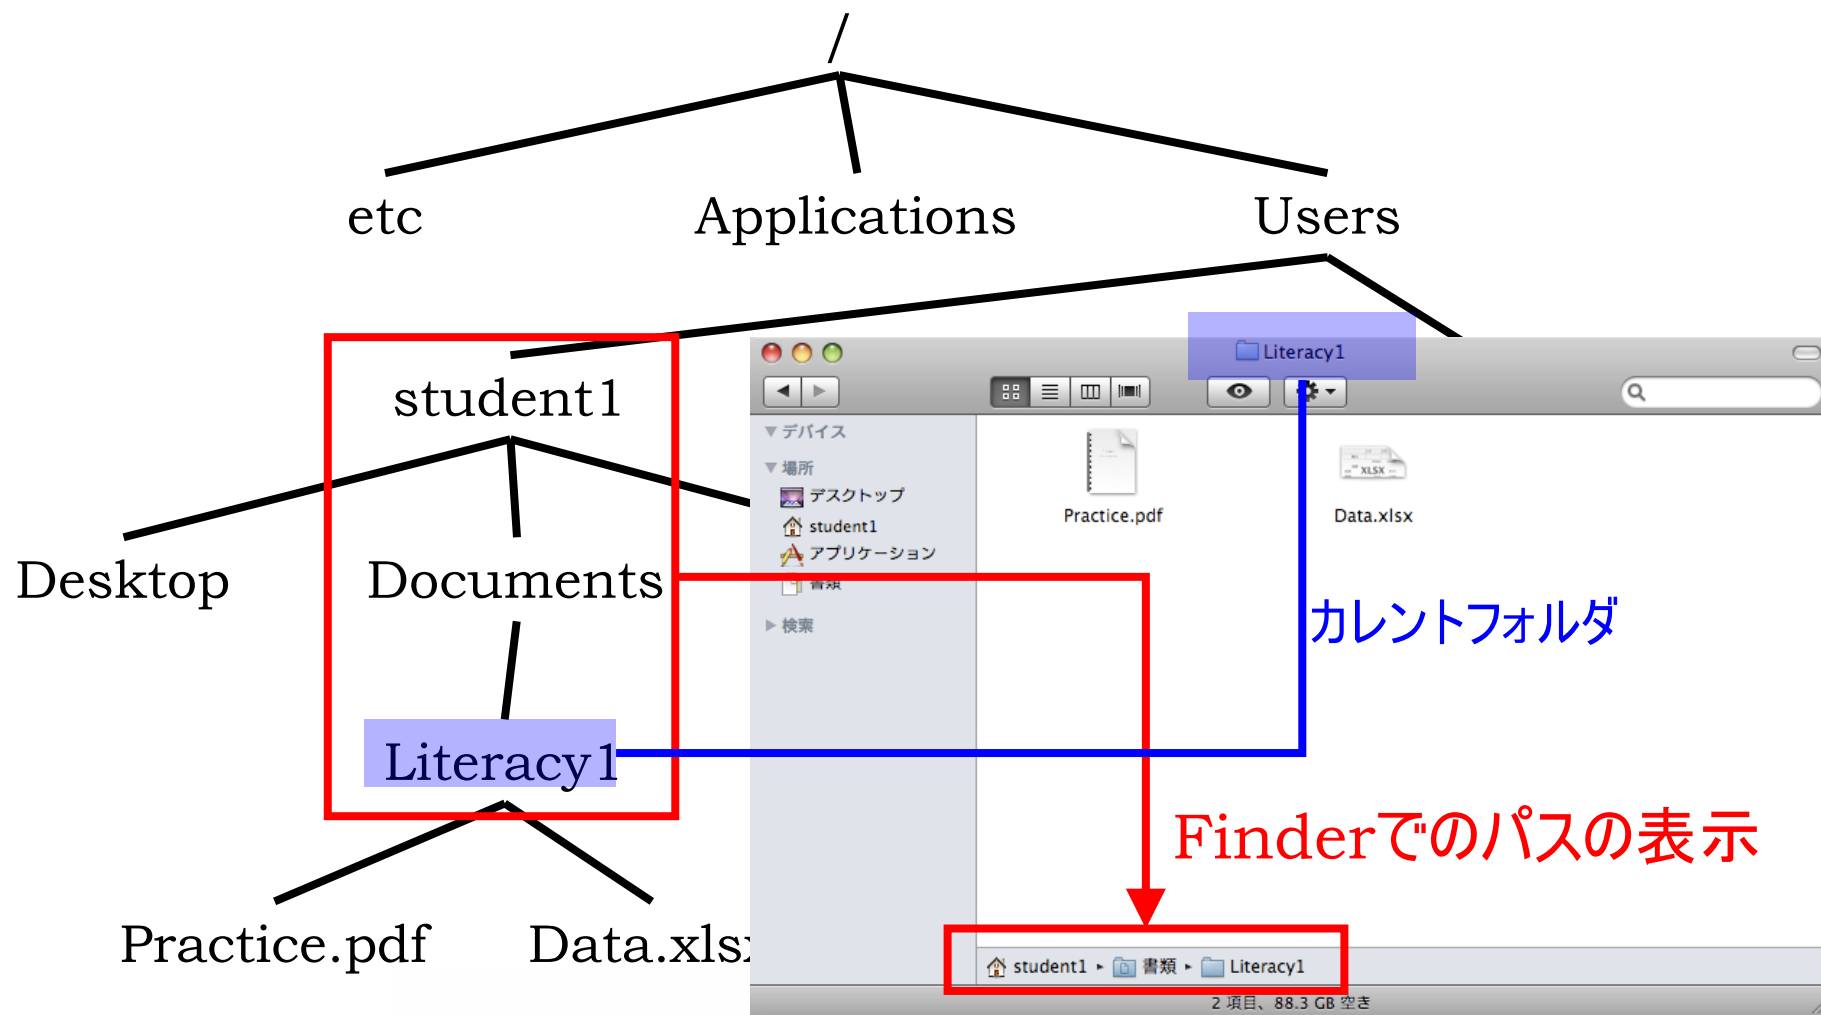 /
etc
Applications
Users
student1
Desktop
Documents
Literacy1
Practice.pdf
Data.xls
Literacy1
デバイス
場所
デスクトップ
student1
アプリケーション
書類
検索
Practice.pdf
XLSX
Data.xlsx
カレントフォルダ
Finderでのパスの表示
student1 ▸ 書類 ▸ Literacy1
2 項目、88.3 GB 空き